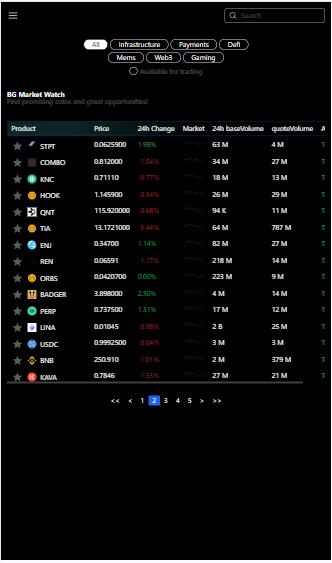 Search
All Infrastructure Payments Defi
Mems Web3 Gaming
Available for trading
BG Market Watch
Find promising coins and great opportunities!
Product Price 24h Change Market 24h baseVolume quoteVolume A
STPT 0.0625900 1.98% 63 M 4 M T
COMBO 0.812000 -1.54% 34 M 27 M T
KNC 0.71110 -0.77% 18 M 13 M T
HOOK 1.145900 -0.34% 26 M 29 M T
QNT 115.920000 -0.68% 94 K 11 M T
TIA 13.1721000 -3.44% 64 M 787 M T
ENJ 0.34700 1.14% 82 M 27 M T
REN 0.06591 -1.17% 218 M 14 M T
ORBS 0.0420700 0.00% 223 M 9 M T
BADGER 3.898000 2.50% 4 M 14 M T
PERP 0.737500 1.31% 17 M 12 M T
LINA 0.01045 -0.38% 2 B 25 M T
USDC 0.9992500 -0.04% 3 M 3 M T
BNB 250.910 -1.01% 2 M 379 M T
KAVA 0.7846 -1.33% 27 M 21 M T
<< < 1 2 3 4 5 > >>